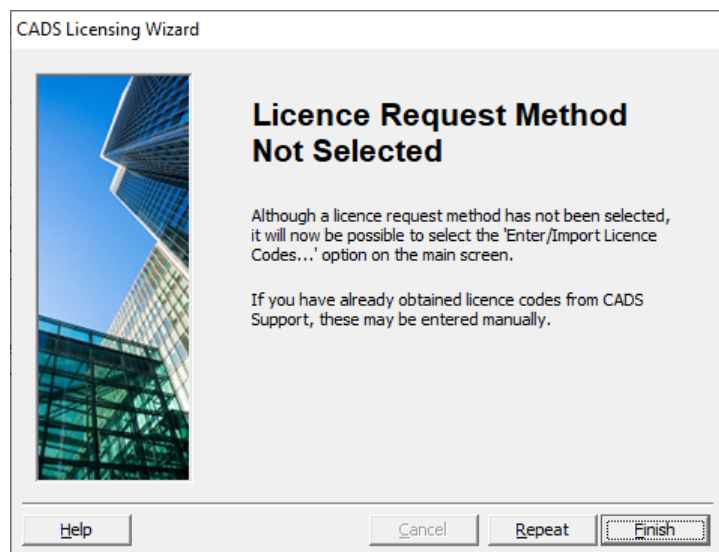 CADS Licensing Wizard
Licence Request Method
Not Selected
Although a licence request method has not been selected,
it will now be possible to select the 'Enter/Import Licence
Codes...' option on the main screen.
If you have already obtained licence codes from CADS
Support, these may be entered manually.
Help
Cancel
Repeat
Finish